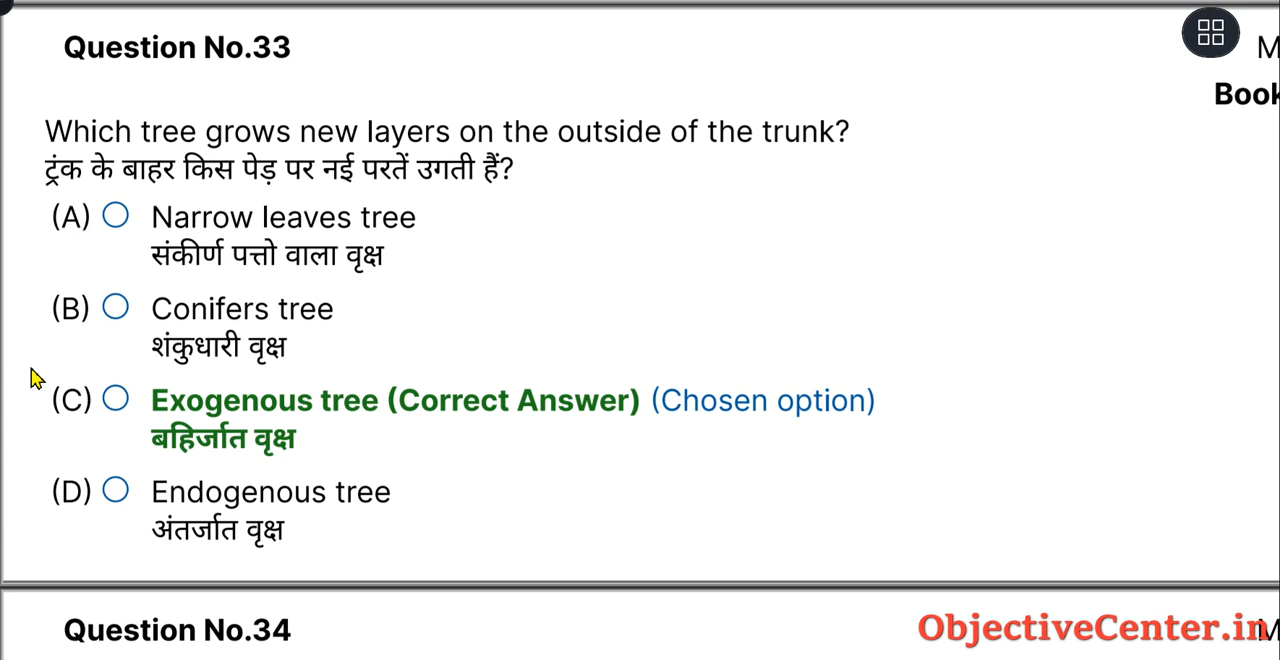 Question No.33
M
Book
Which tree grows new layers on the outside of the trunk?
ट्रंक के बाहर किस पेड़ पर नई परतें उगती हैं?
(A) Narrow leaves tree
संकीर्ण पत्तो वाला वृक्ष
(B) Conifers tree
शंकुधारी वृक्ष
(C) Exogenous tree (Correct Answer) (Chosen option)
बहिर्जात वृक्ष
(D) Endogenous tree
अंतर्जात वृक्ष
Question No.34
ObjectiveCenter.in
M